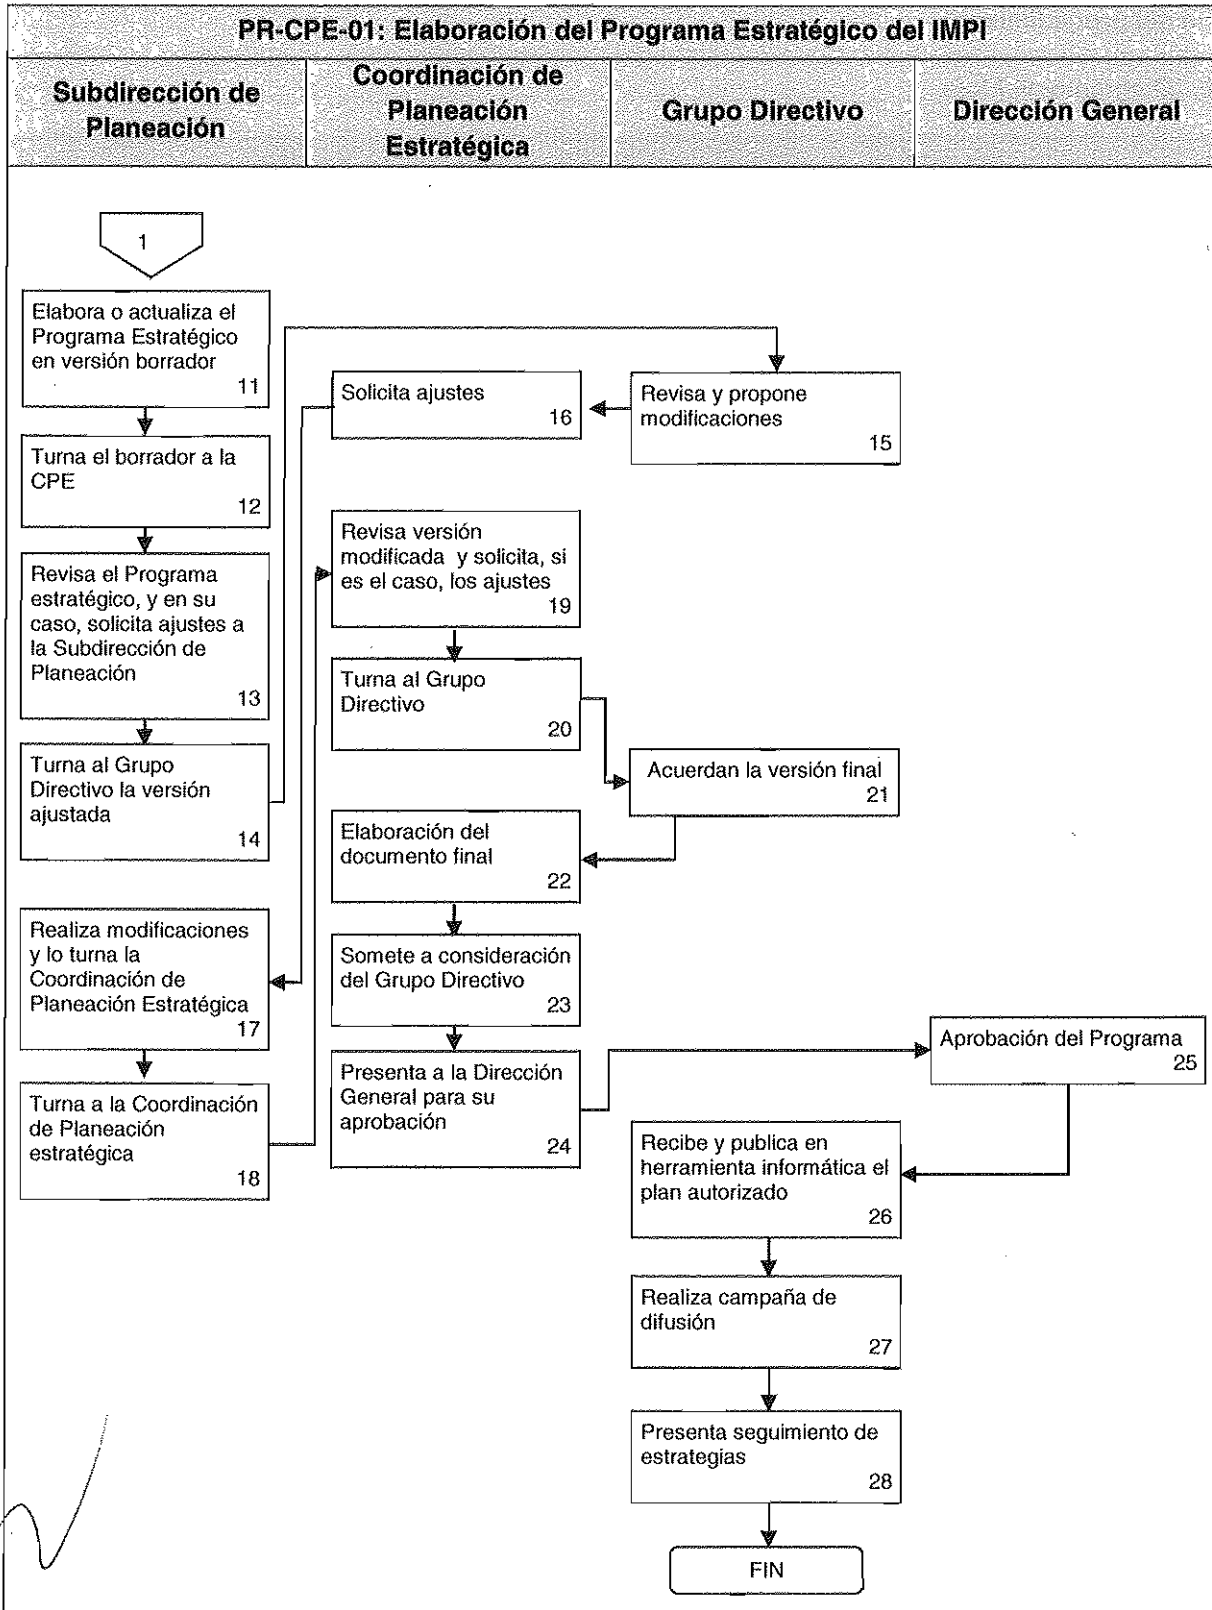 PR-CPE-01: Elaboración del Programa Estratégico del IMPI
Subdirección de
Planeación
Coordinación de
Planeación
Estratégica
Grupo Directivo
Dirección General
1
Elabora o actualiza el
Programa Estratégico
en versión borrador
11
Turna el borrador a la
CPE
12
Revisa el Programa
estratégico, y en su
caso, solicita ajustes a
la Subdirección de
Planeación
13
Turna al Grupo
Directivo la versión
ajustada
14
Revisa y propone
modificaciones
15
Solicita ajustes
16
Realiza modificaciones
y lo turna la
Coordinación de
Planeación Estratégica
17
Turna a la Coordinación
de Planeación
estratégica
18
Revisa versión
modificada y solicita, si
es el caso, los ajustes
19
Turna al Grupo
Directivo
20
Acuerdan la versión final
21
Elaboración del
documento final
22
Somete a consideración
del Grupo Directivo
23
Presenta a la Dirección
General para su
aprobación
24
Aprobación del Programa
25
Recibe y publica en
herramienta informática el
plan autorizado
26
Realiza campaña de
difusión
27
Presenta seguimiento de
estrategias
28
FIN